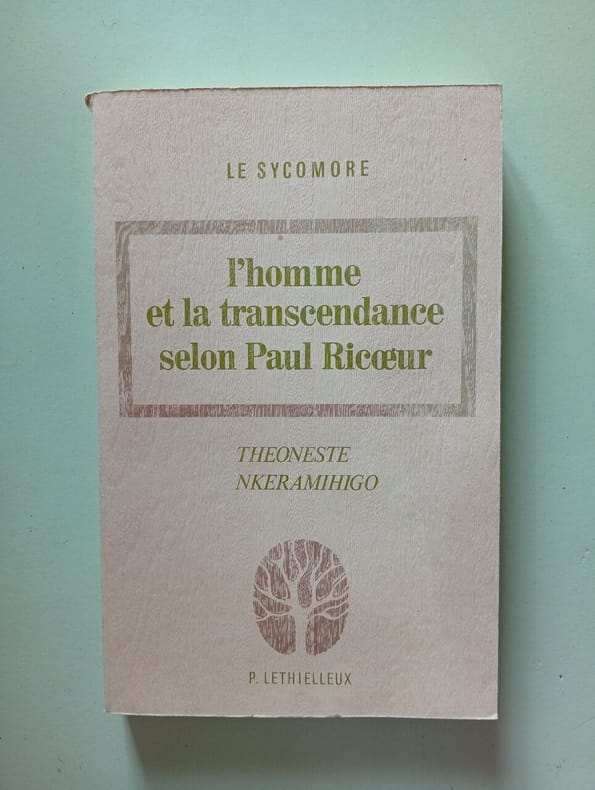 LE SYCOMORE
l'homme
et la transcendance
selon Paul Ricœur
THEONESTE
NKERAMIHIGO
P. LETHIELLEUX